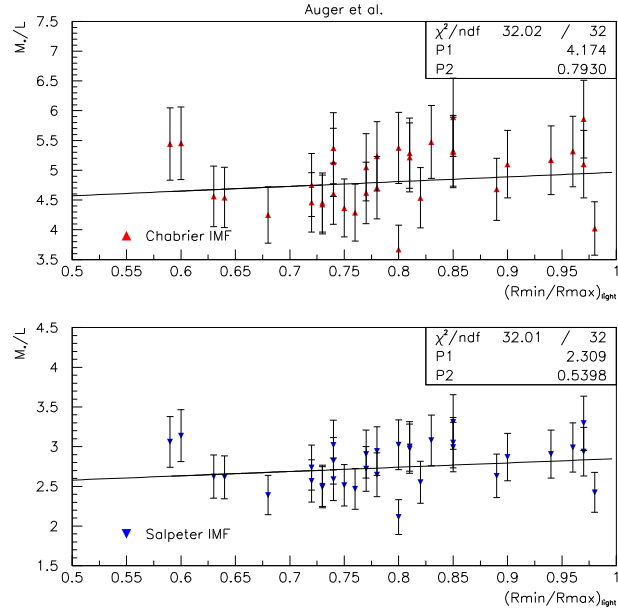 Auger et al.
M*/L
χ²/ndf 32.02 / 32
P1 4.174
P2 0.7930
7.5
7
6.5
6
5.5
5
4.5
4
3.5
Chabrier IMF
0.5 0.55 0.6 0.65 0.7 0.75 0.8 0.85 0.9 0.95 1
(Rmin/Rmax)light
M*/L
χ²/ndf 32.01 / 32
P1 2.309
P2 0.5398
4.5
4
3.5
3
2.5
2
1.5
Salpeter IMF
0.5 0.55 0.6 0.65 0.7 0.75 0.8 0.85 0.9 0.95 1
(Rmin/Rmax)light